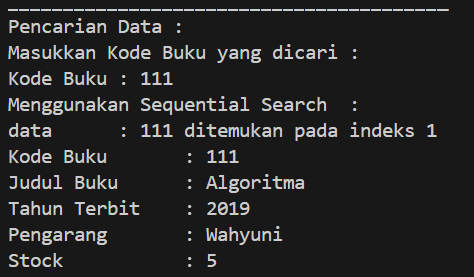 Pencarian Data :
Masukkan Kode Buku yang dicari :
Kode Buku : 111
Menggunakan Sequential Search  :
data      : 111 ditemukan pada indeks 1
Kode Buku       : 111
Judul Buku      : Algoritma
Tahun Terbit    : 2019
Pengarang       : Wahyuni
Stock           : 5